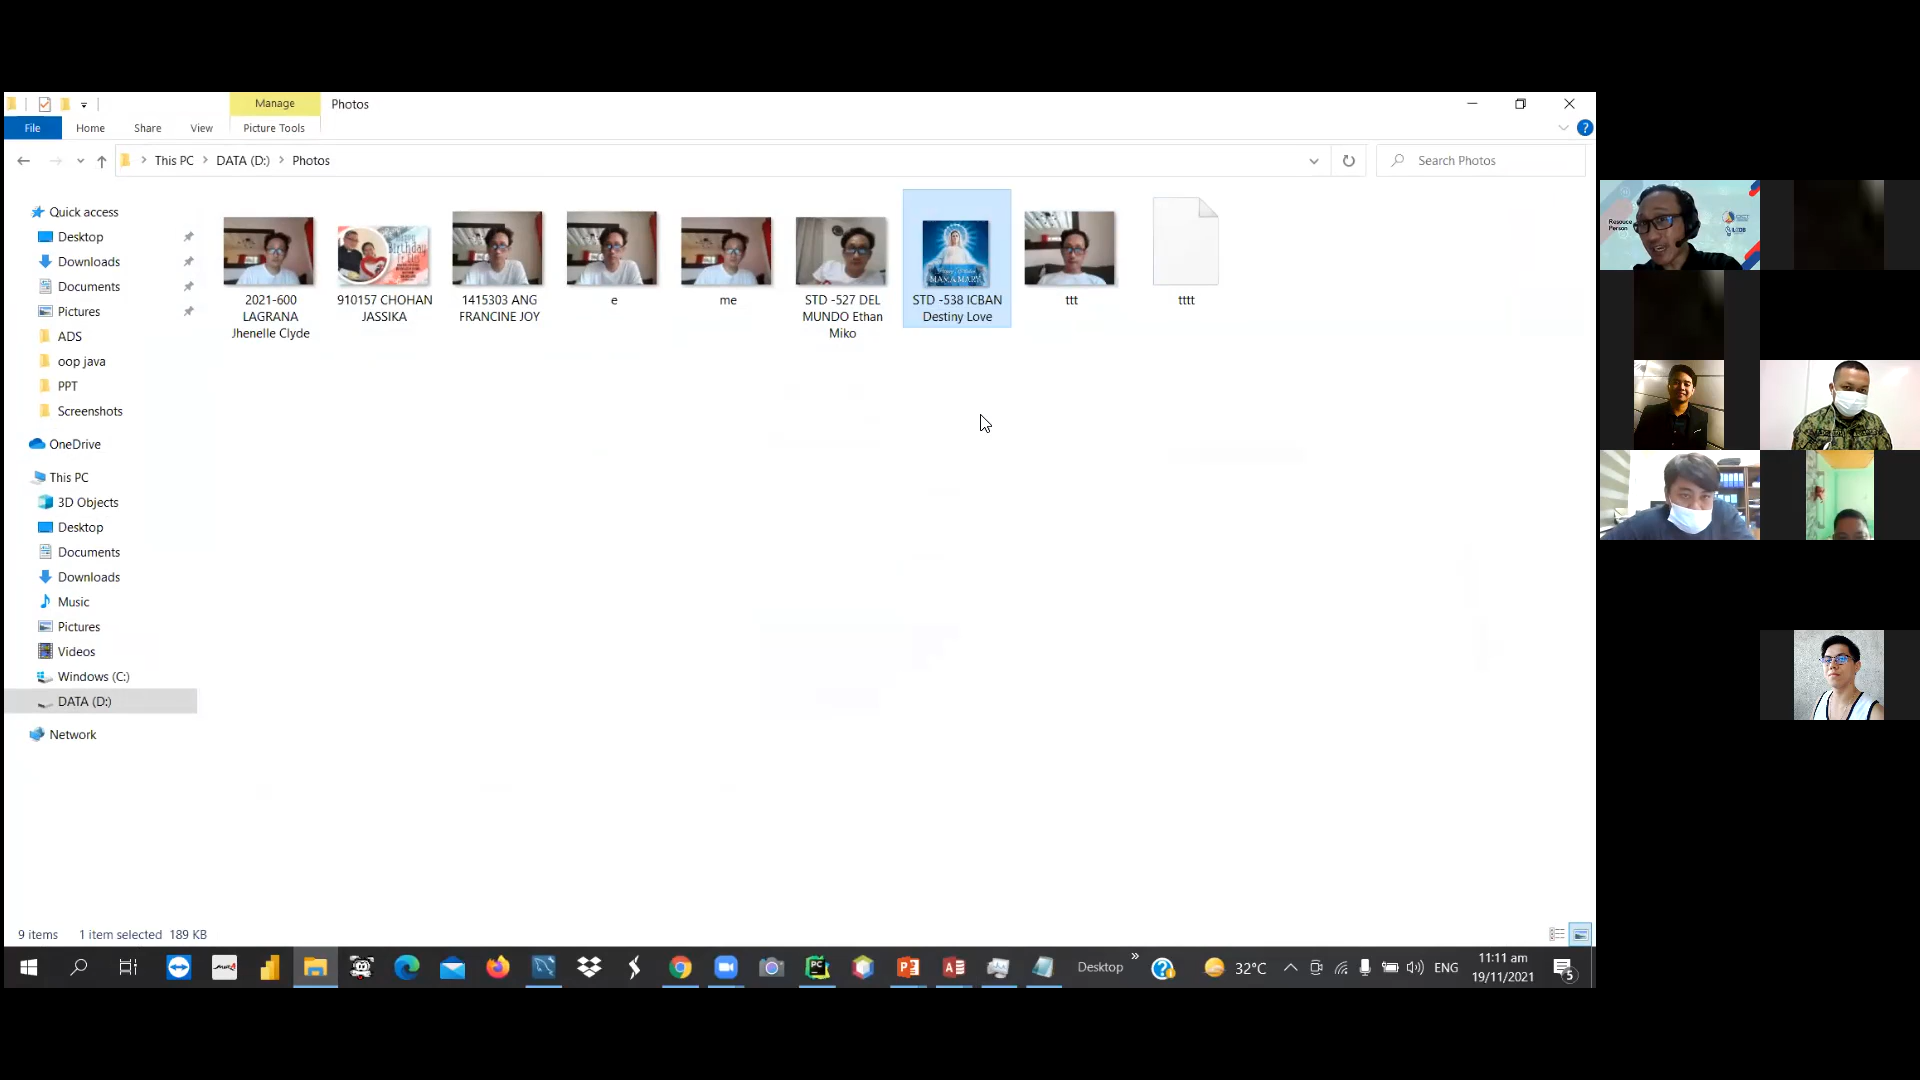 Manage
Photos
File
Home
Share
View
Picture Tools
This PC
DATA (D:)
Photos
Search Photos
Quick access
Desktop
Downloads
Documents
Pictures
ADS
oop java
PPT
Screenshots
OneDrive
This PC
3D Objects
Desktop
Documents
Downloads
Music
Pictures
Videos
Windows (C:)
DATA (D:)
Network
2021-600
LAGRANA
Jhenelle Clyde
910157 CHOHAN
JASSIKA
Birthday
1415303 ANG
FRANCINE JOY
e
me
STD -527 DEL
MUNDO Ethan
Miko
STD -538 ICBAN
Destiny Love
ttt
tttt
Resouce
Person
9 items 1 item selected 189 KB
Desktop
32°C
ENG
11:11 am
19/11/2021
5